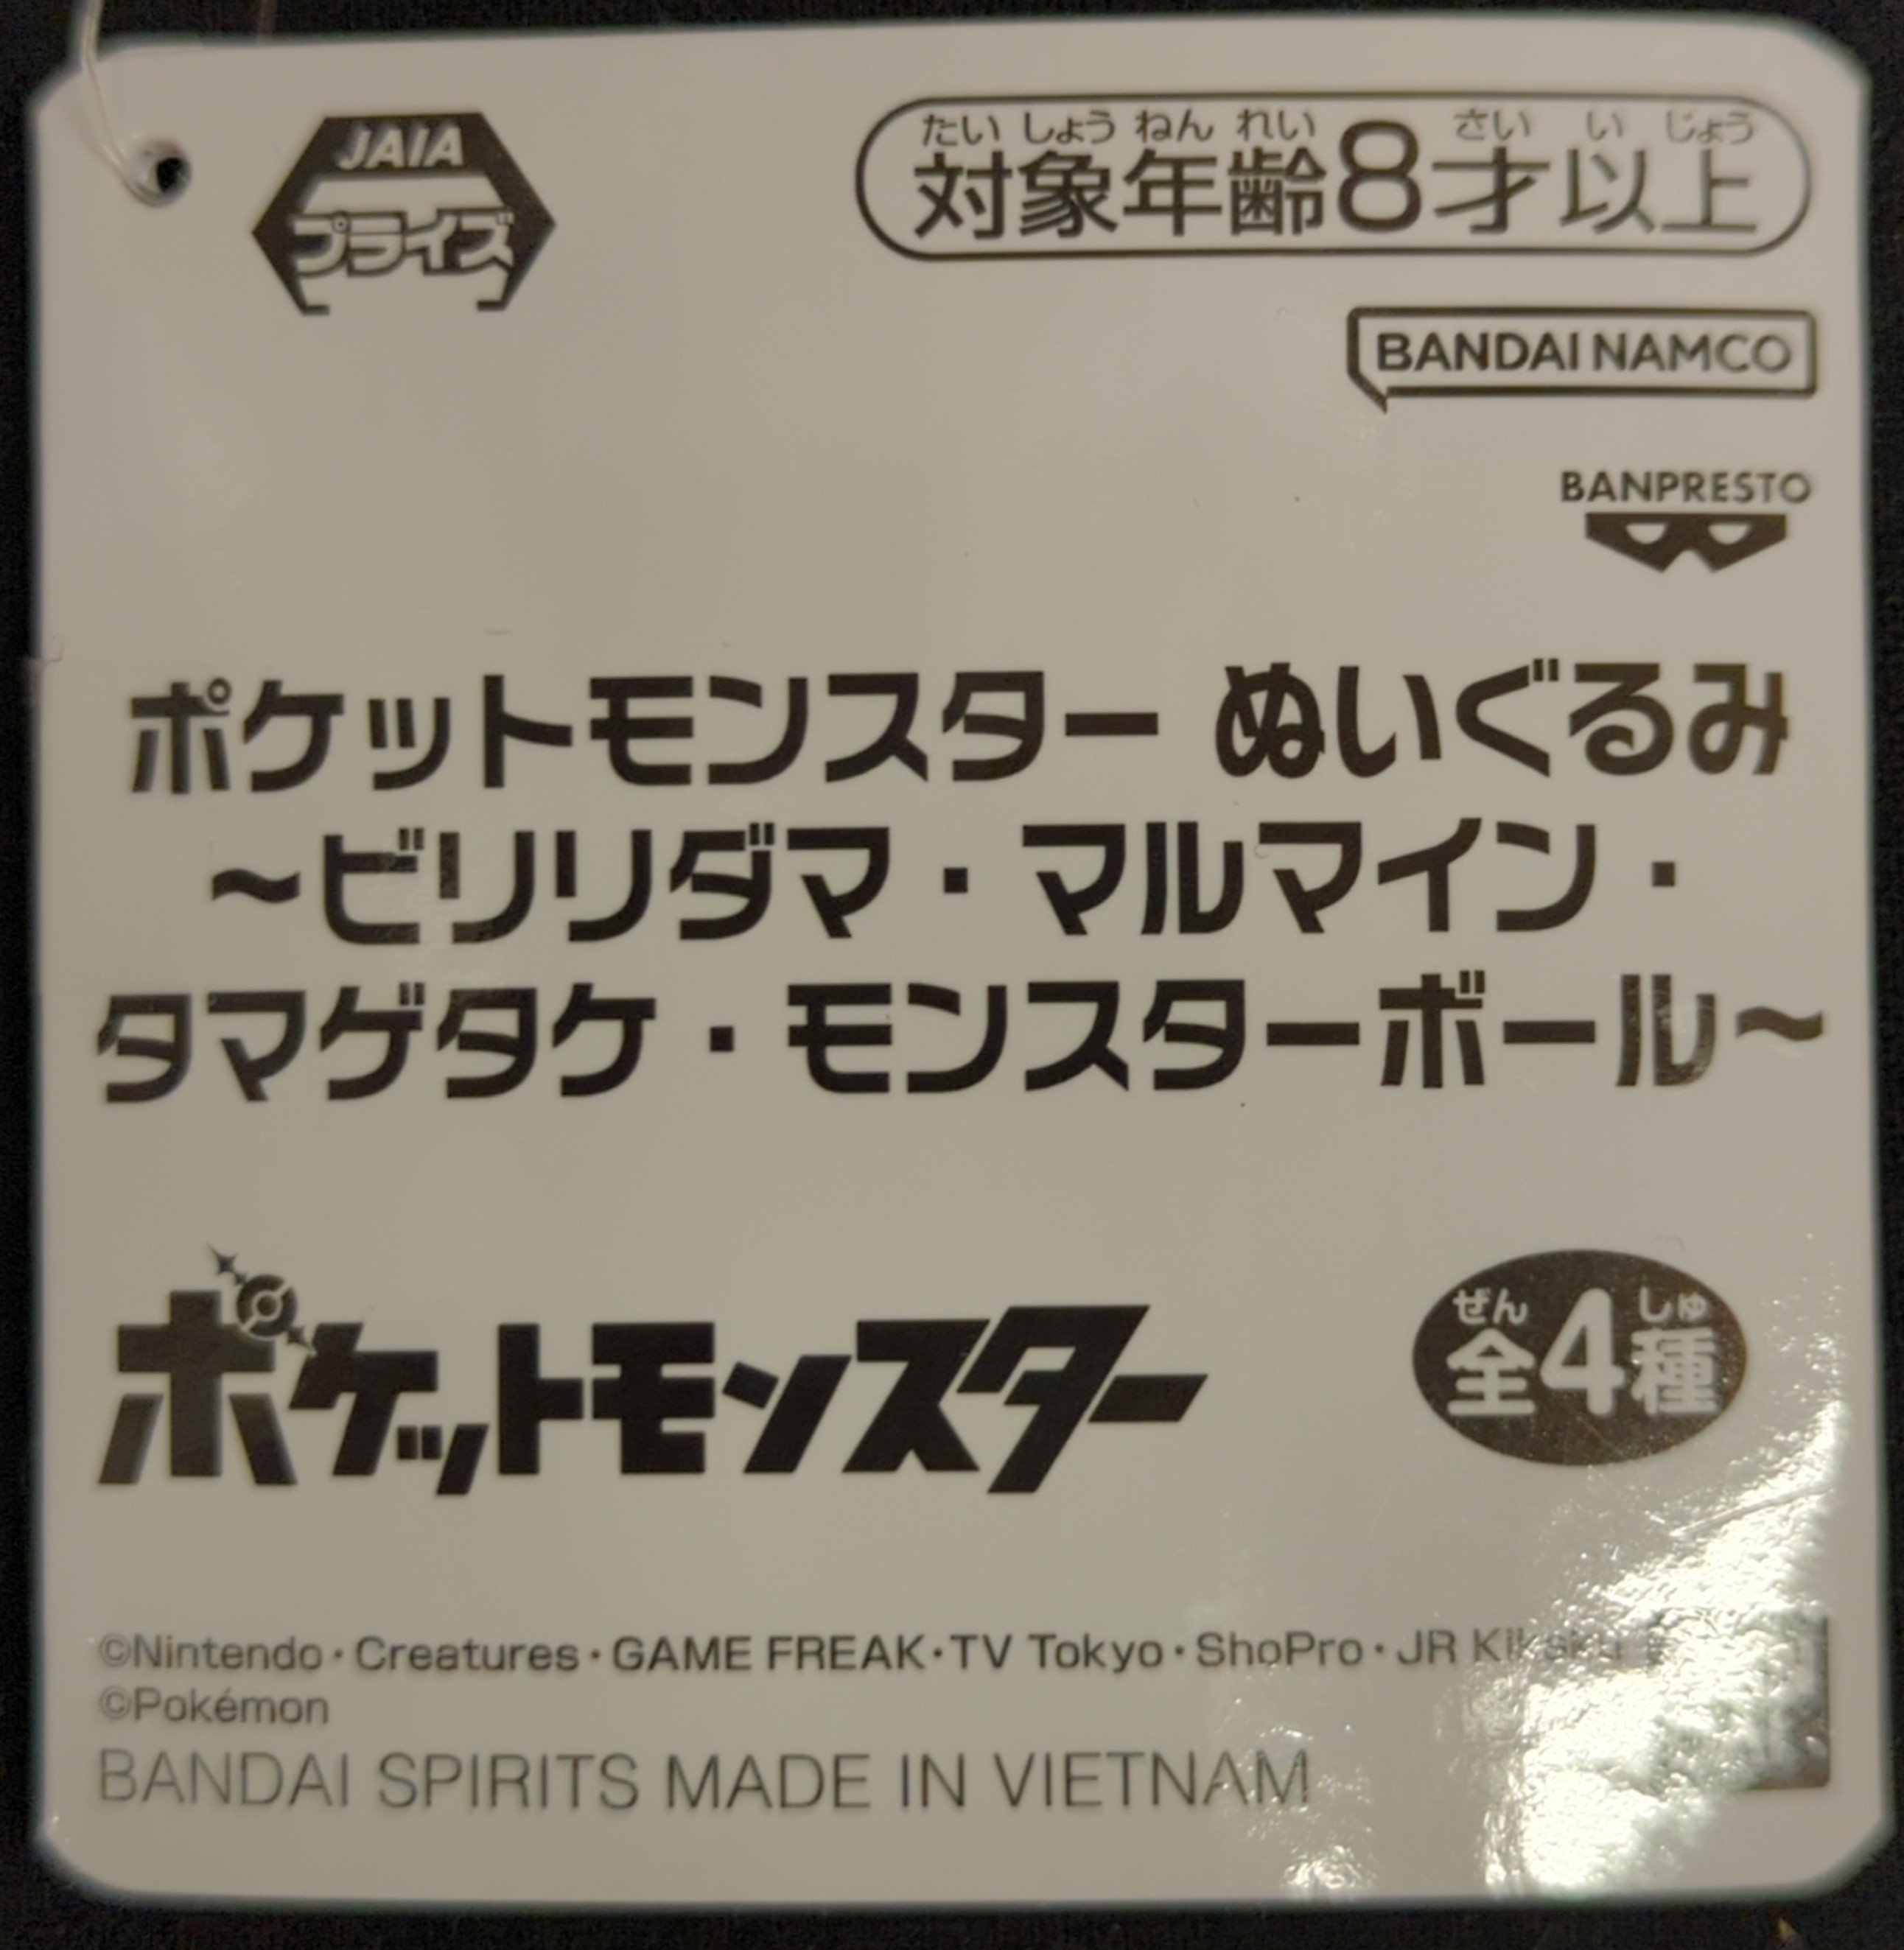 JAIA
プライズ
たいしょうねんれい さい い じょう
対象年齢8才以上
BANDAI NAMCO
BANPRESTO
ポケットモンスター ぬいぐるみ
~ビリリダマ・マルマイン・
タマゲタケ・モンスターボール~
ポケットモンスター
ぜん しゅ
全4種
©Nintendo・Creatures・GAME FREAK・TV Tokyo・ShoPro・JR Kikaku
©Pokémon
BANDAI SPIRITS MADE IN VIETNAM